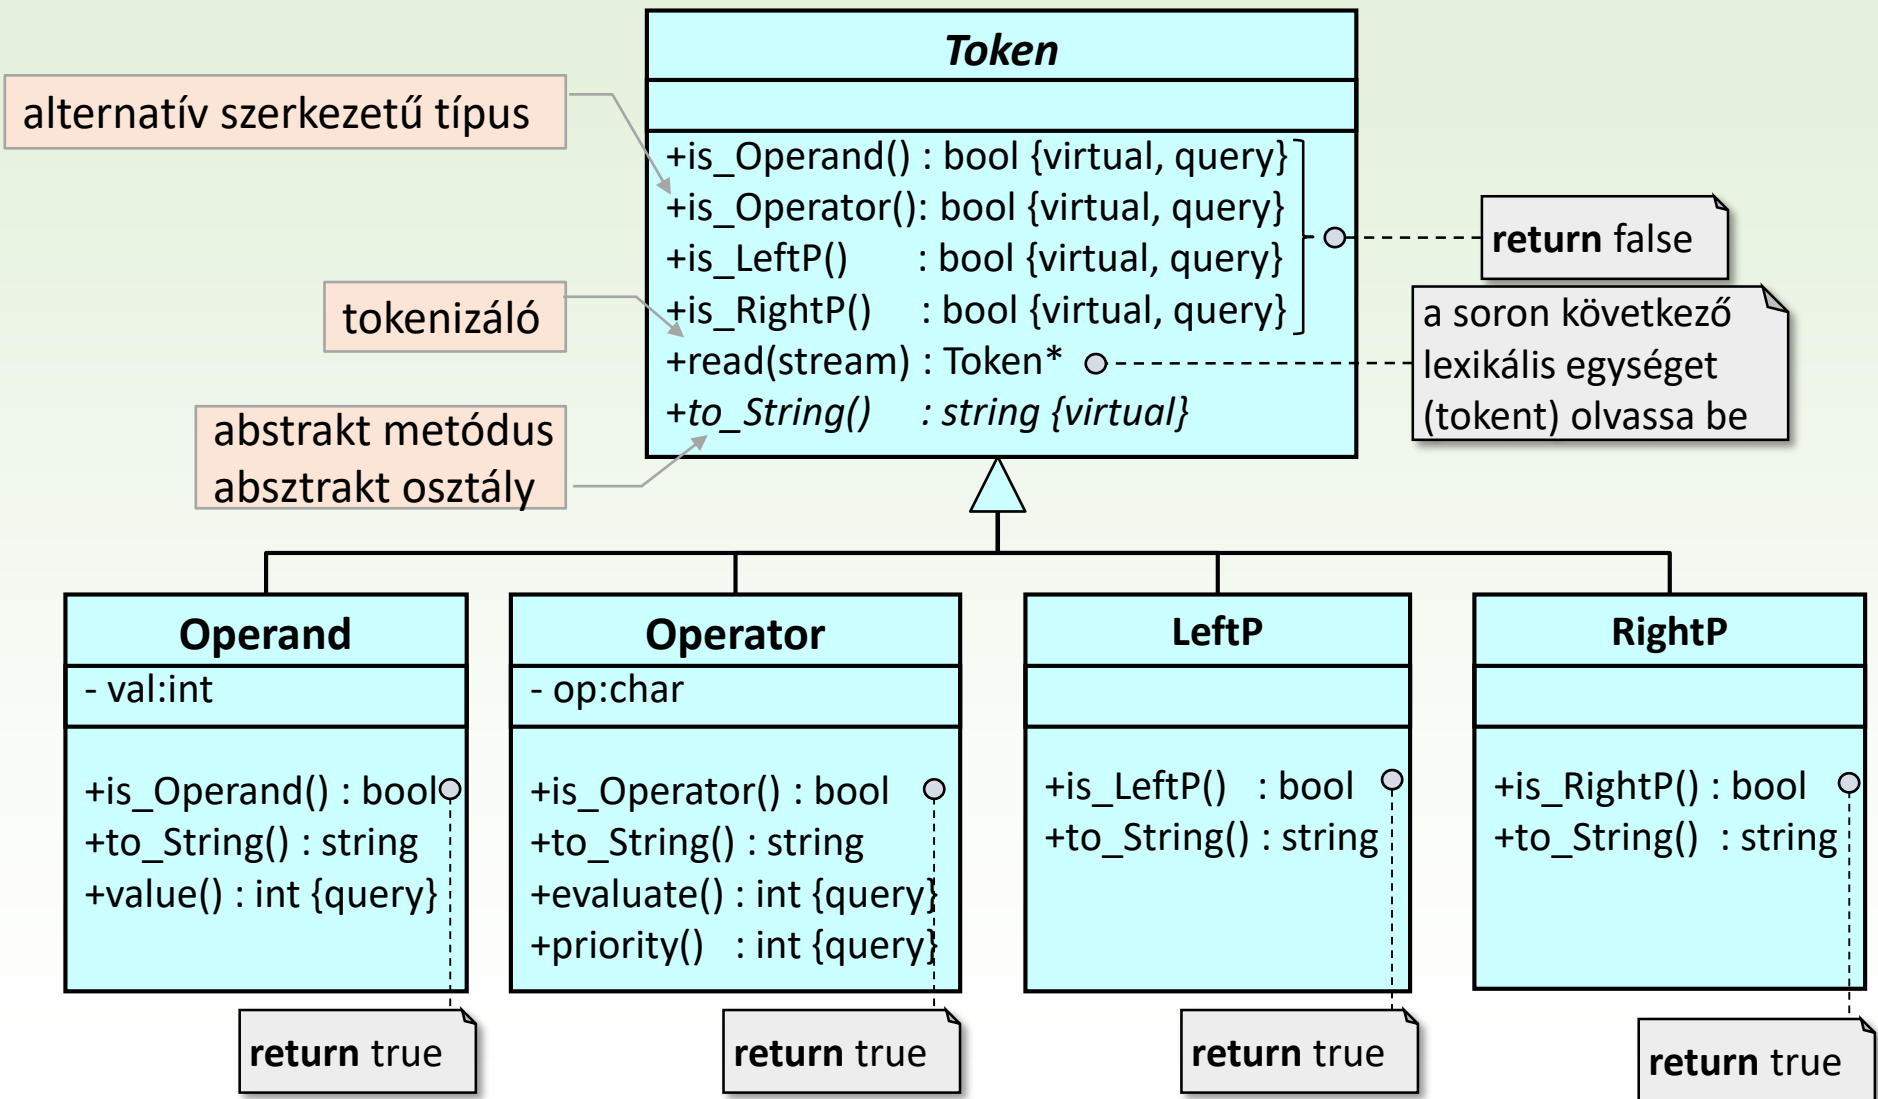 Token
alternatív szerkezetű típus
+is_Operand() : bool {virtual, query}
+is_Operator(): bool {virtual, query}
+is_LeftP() : bool {virtual, query}
+is_RightP() : bool {virtual, query}
+read(stream) : Token*
+to_String() : string {virtual}
return false
tokenizáló
a soron következő
lexikális egységet
(tokent) olvassa be
abstrakt metódus
absztrakt osztály
Operand
- val:int
+is_Operand() : bool
+to_String() : string
+value() : int {query}
return true
Operator
- op:char
+is_Operator() : bool
+to_String() : string
+evaluate() : int {query}
+priority() : int {query}
return true
LeftP
+is_LeftP() : bool
+to_String() : string
return true
RightP
+is_RightP() : bool
+to_String() : string
return true